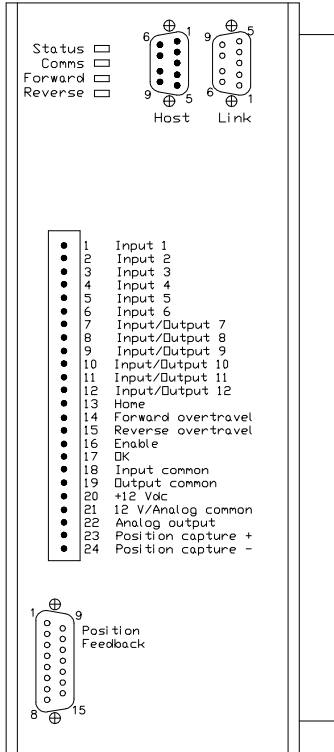 6 1 9 5
Status
Comms
Forward
Reverse
9 5 6 1
Host Link
1 Input 1
2 Input 2
3 Input 3
4 Input 4
5 Input 5
6 Input 6
7 Input/Output 7
8 Input/Output 8
9 Input/Output 9
10 Input/Output 10
11 Input/Output 11
12 Input/Output 12
13 Home
14 Forward overtravel
15 Reverse overtravel
16 Enable
17 OK
18 Input common
19 Output common
20 +12 Vdc
21 12 V/Analog common
22 Analog output
23 Position capture +
24 Position capture -
1 9
Position
Feedback
8 15